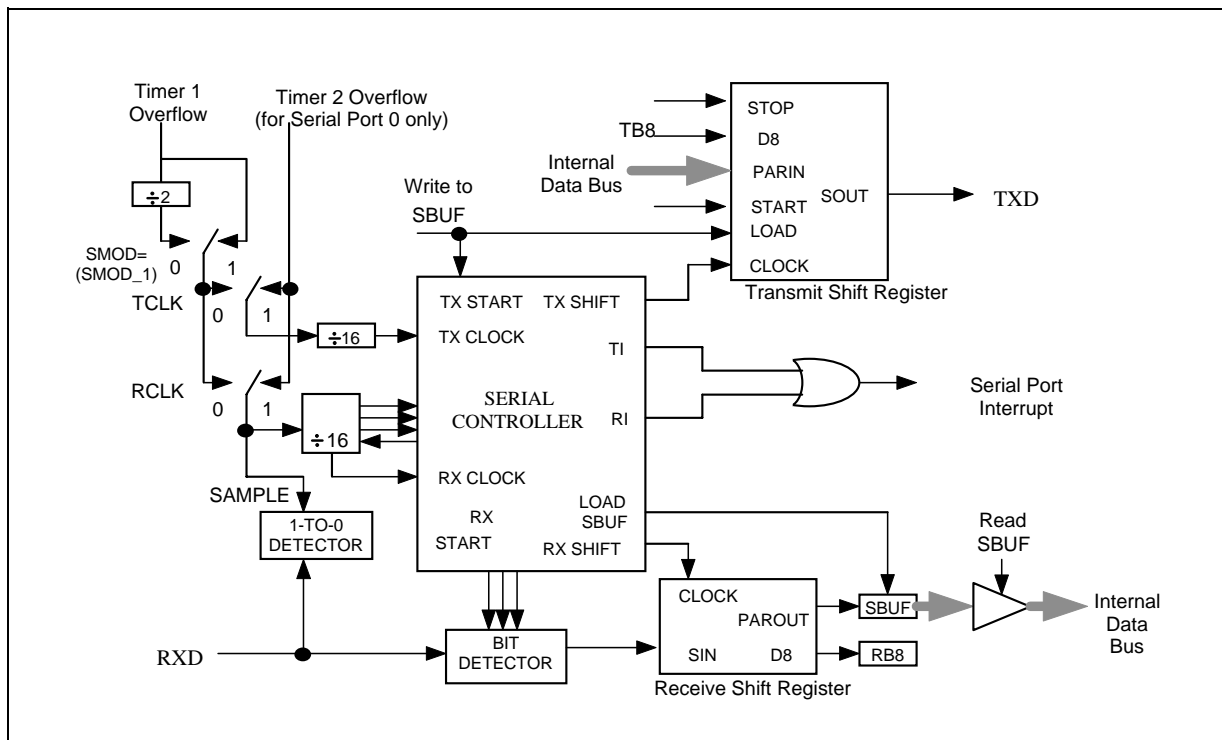 Timer 1
Overflow
Timer 2 Overflow
(for Serial Port 0 only)
÷2
SMOD=
(SMOD_1)
0
1
TCLK
0
1
÷16
RCLK
0
1
÷16
SAMPLE
1-TO-0
DETECTOR
RXD
Write to
SBUF
TX START
TX SHIFT
TX CLOCK
TI
SERIAL
CONTROLLER
RI
RX CLOCK
LOAD
SBUF
RX
START
RX SHIFT
BIT
DETECTOR
TB8
Internal
Data Bus
STOP
D8
PARIN
SOUT
START
LOAD
CLOCK
Transmit Shift Register
TXD
Serial Port
Interrupt
CLOCK
PAROUT
SIN
D8
Receive Shift Register
SBUF
RB8
Read
SBUF
Internal
Data
Bus